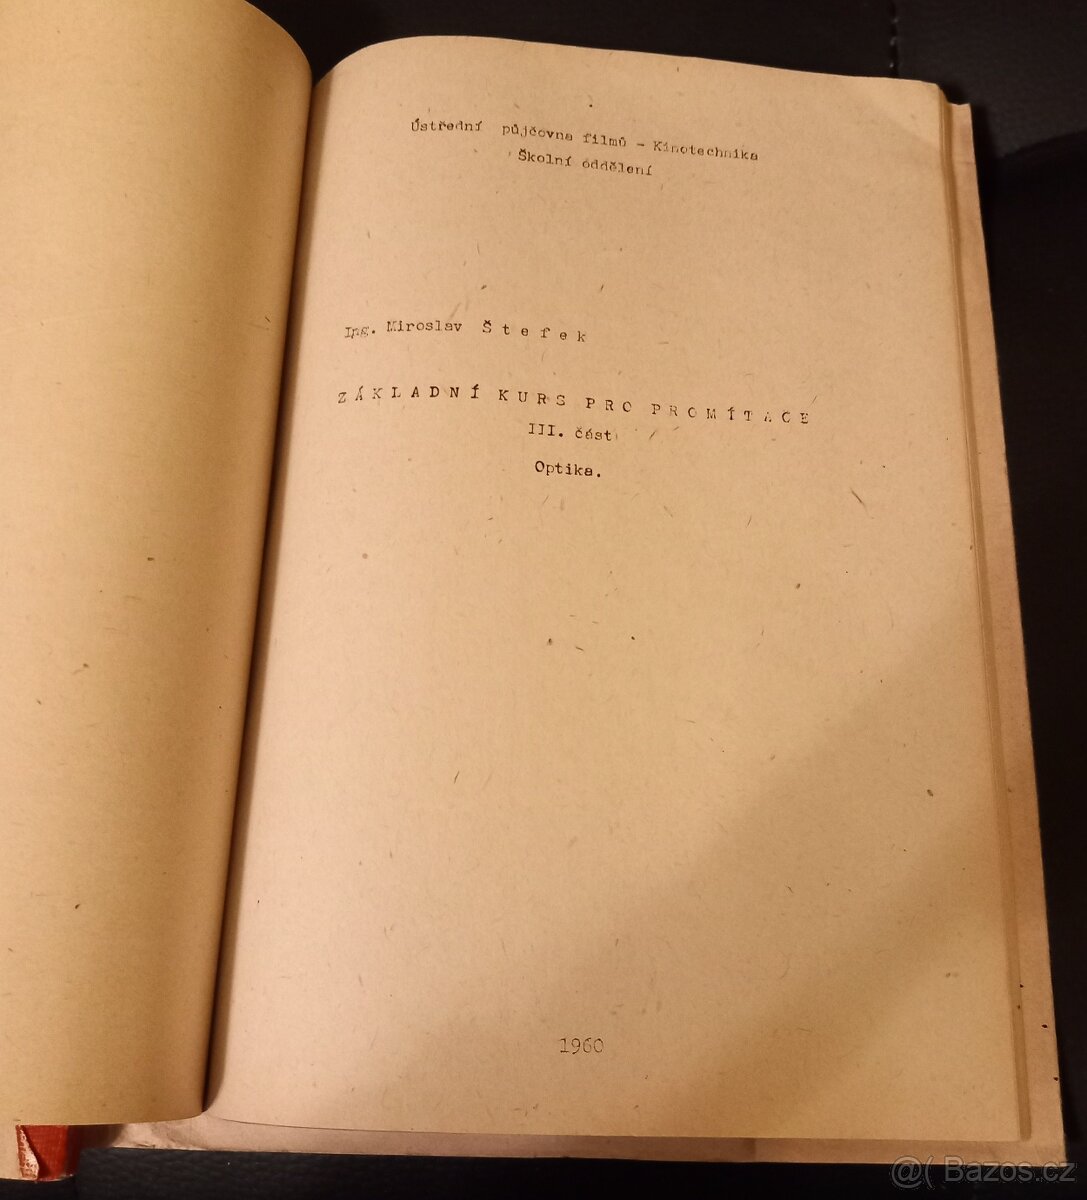 Ústřední půjčovna filmů - Kinotechnika
Školní oddělení
Ing. Miroslav Štefek
ZÁKLADNÍ KURS PRO PROMÍTAČE
III. část
Optika.
1960
@( Bazos.cz